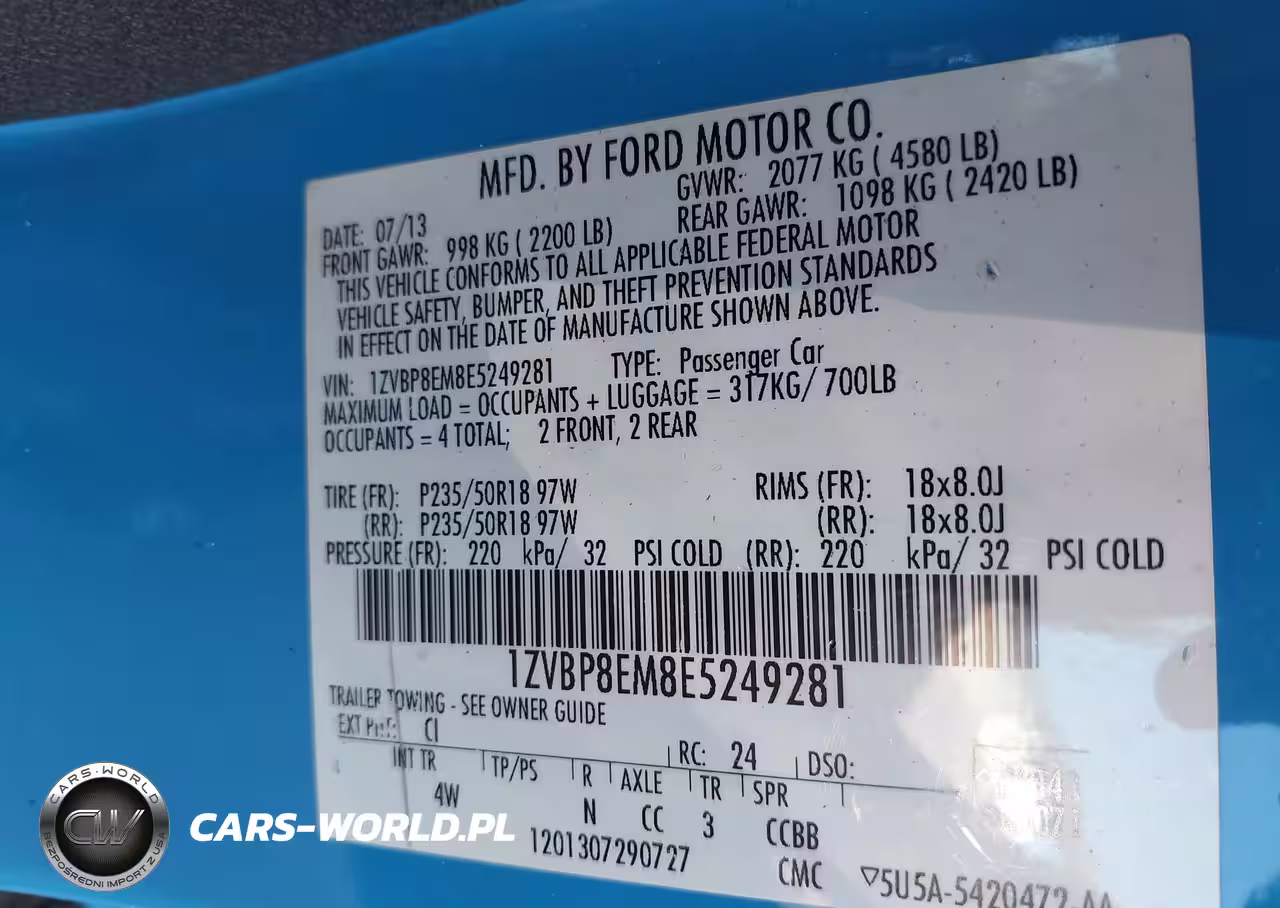 MFD. BY FORD MOTOR CO.
DATE: 07/13 GVWR: 2077 KG ( 4580 LB)
FRONT GAWR: 998 KG ( 2200 LB) REAR GAWR: 1098 KG ( 2420 LB)
THIS VEHICLE CONFORMS TO ALL APPLICABLE FEDERAL MOTOR
VEHICLE SAFETY, BUMPER, AND THEFT PREVENTION STANDARDS
IN EFFECT ON THE DATE OF MANUFACTURE SHOWN ABOVE.
VIN: 1ZVBP8EM8E5249281 TYPE: Passenger Car
MAXIMUM LOAD = OCCUPANTS + LUGGAGE = 317KG/ 700LB
OCCUPANTS = 4 TOTAL; 2 FRONT, 2 REAR
TIRE (FR): P235/50R18 97W RIMS (FR): 18x8.0J
(RR): P235/50R18 97W (RR): 18x8.0J
PRESSURE (FR): 220 kPa/ 32 PSI COLD (RR): 220 kPa/ 32 PSI COLD
1ZVBP8EM8E5249281
TRAILER TOWING - SEE OWNER GUIDE
EXT CI RC: 24 DSO:
INT TR TP/PS R AXLE TR SPR
4W N CC 3 CCBB
1201307290727 CMC ▽5U5A-5420472-AA
CARS-WORLD
CW
BEZPOŚREDNI IMPORT Z USA
CARS-WORLD.PL